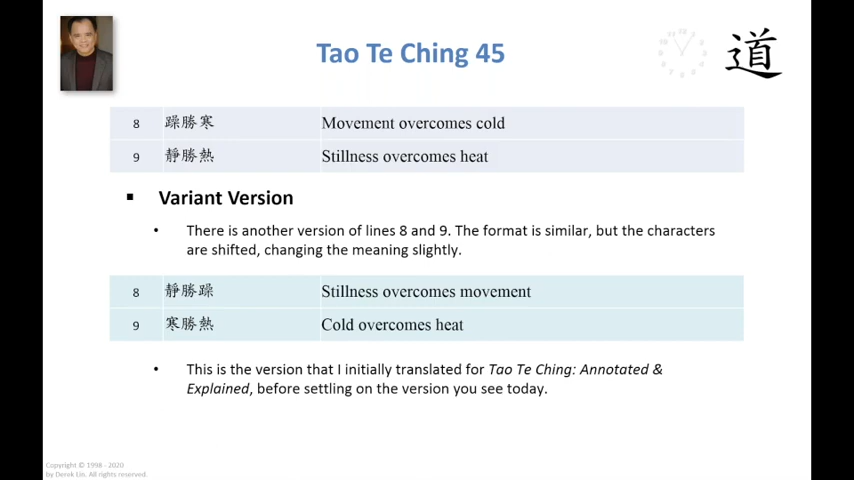 Tao Te Ching 45
道
8 躁勝寒 Movement overcomes cold
9 靜勝熱 Stillness overcomes heat
▪ Variant Version
• There is another version of lines 8 and 9. The format is similar, but the characters
are shifted, changing the meaning slightly.
8 靜勝躁 Stillness overcomes movement
9 寒勝熱 Cold overcomes heat
• This is the version that I initially translated for Tao Te Ching: Annotated &
Explained, before settling on the version you see today.
Copyright © 1998 - 2020
by Derek Lin. All rights reserved.